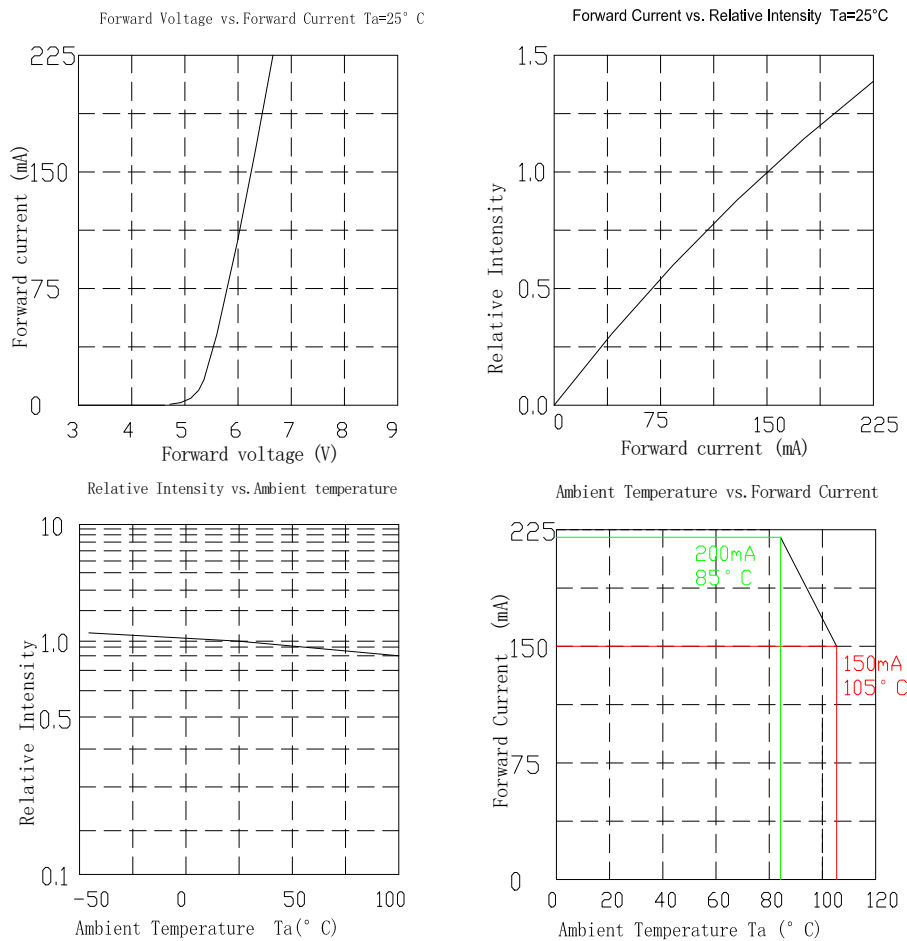 Forward Voltage vs. Forward Current Ta=25° C
225
150
75
0
Forward current (mA)
3 4 5 6 7 8 9
Forward voltage (V)
Forward Current vs. Relative Intensity Ta=25°C
1.5
1.0
0.5
0.0
Relative Intensity
0 75 150 225
Forward current (mA)
Relative Intensity vs. Ambient temperature
10
1.0
0.5
0.1
Relative Intensity
-50 0 50 100
Ambient Temperature Ta(° C)
Ambient Temperature vs. Forward Current
225
150
75
0
Forward Current (mA)
200mA
85° C
150mA
105° C
0 20 40 60 80 100 120
Ambient Temperature Ta (° C)